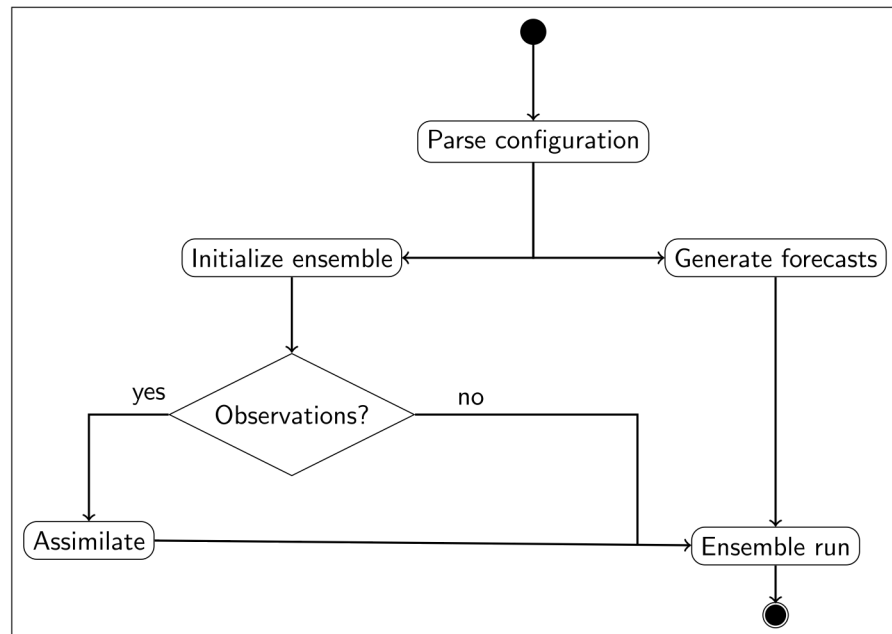 Parse configuration
Initialize ensemble
Generate forecasts
yes
no
Observations?
Assimilate
Ensemble run